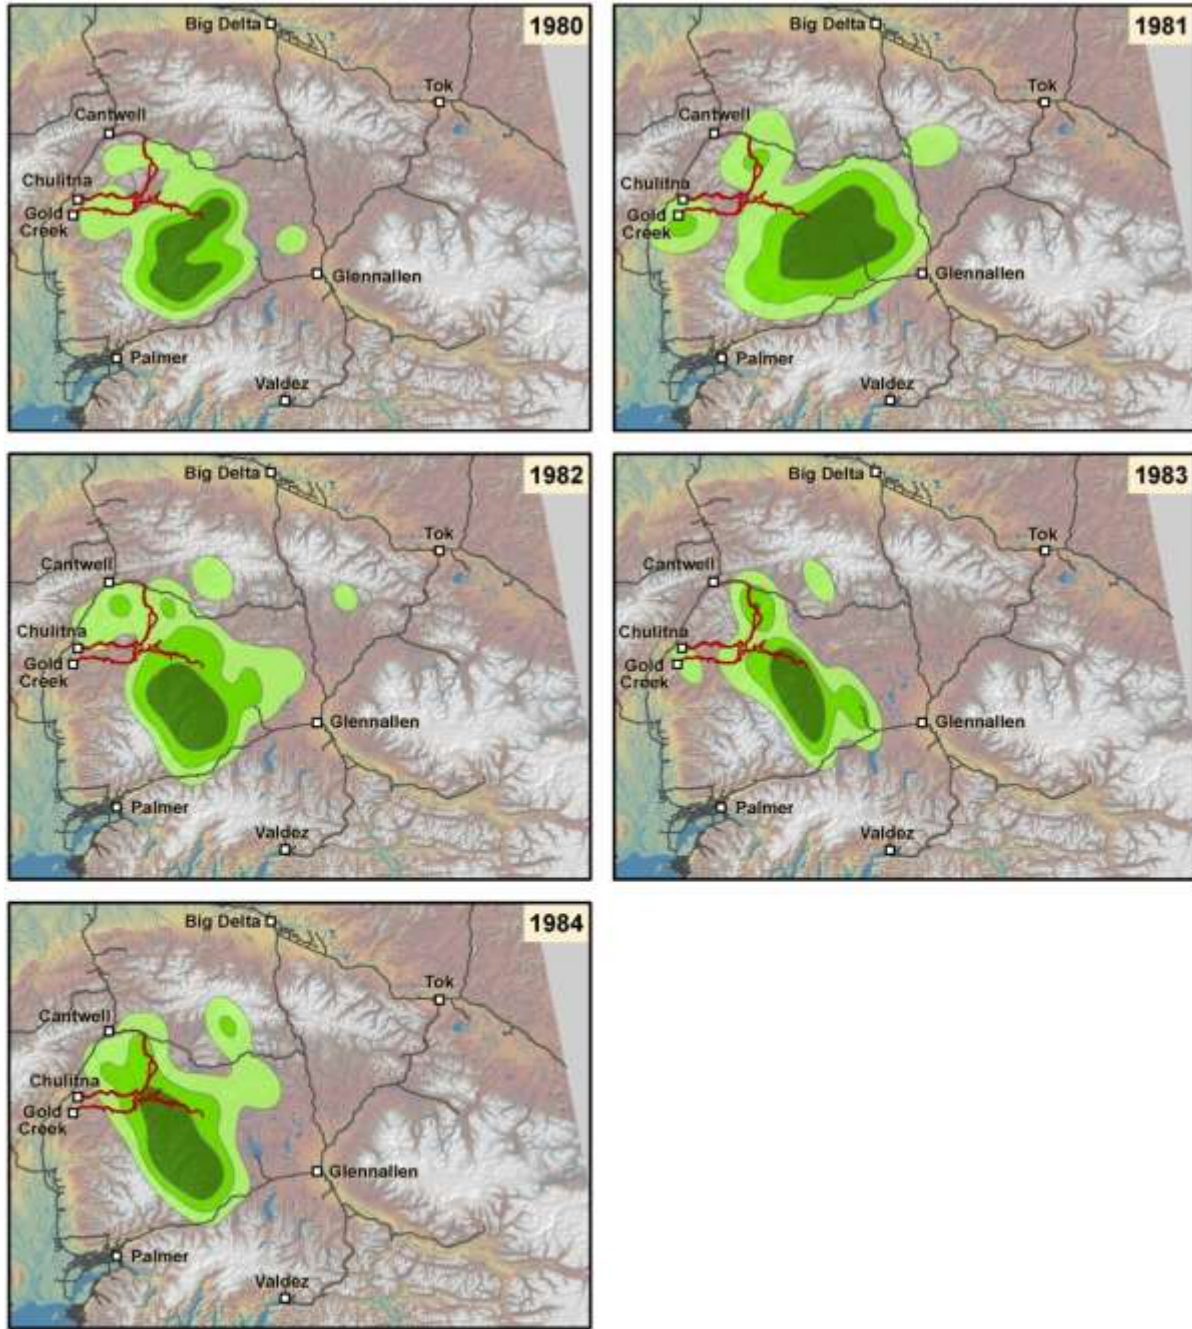 Big Delta
1980
Tok
Cantwell
Chulitna
Gold
Creek
Glennallen
Palmer
Valdez
Big Delta
1981
Tok
Cantwell
Chulitna
Gold
Creek
Glennallen
Palmer
Valdez
Big Delta
1982
Tok
Cantwell
Chulitna
Gold
Creek
Glennallen
Palmer
Valdez
Big Delta
1983
Tok
Cantwell
Chulitna
Gold
Creek
Glennallen
Palmer
Valdez
Big Delta
1984
Tok
Cantwell
Chulitna
Gold
Creek
Glennallen
Palmer
Valdez